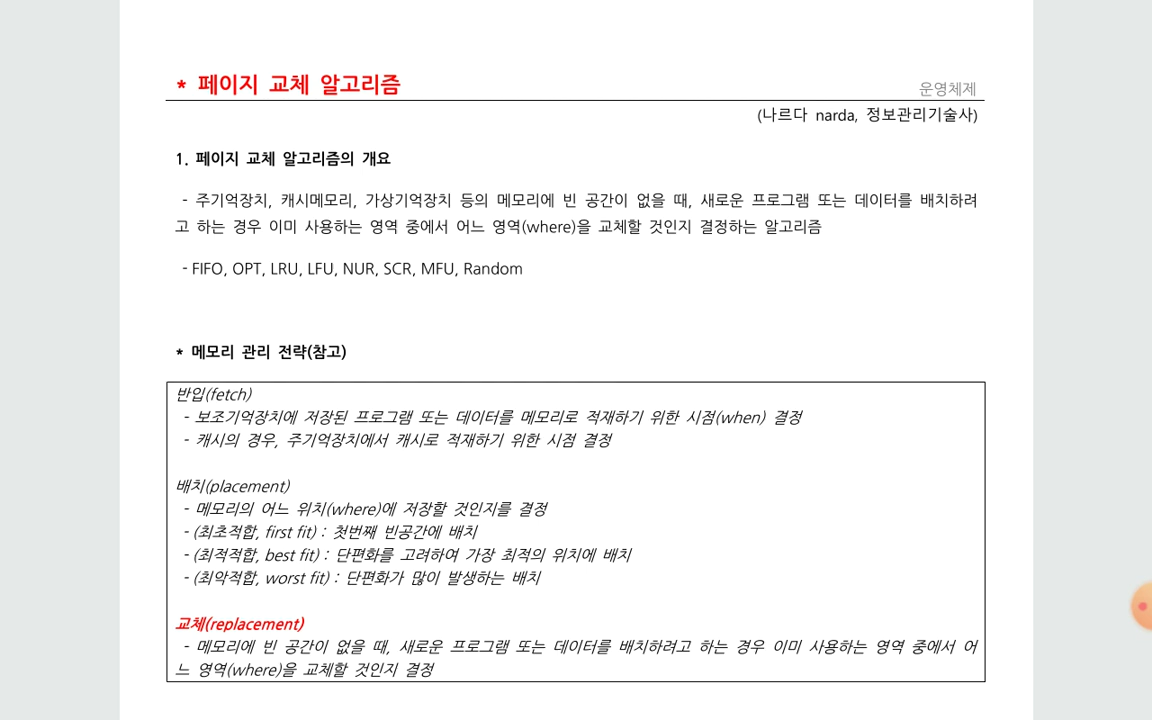 * 페이지 교체 알고리즘
운영체제
(나르다 narda, 정보관리기술사)
1. 페이지 교체 알고리즘의 개요
- 주기억장치, 캐시메모리, 가상기억장치 등의 메모리에 빈 공간이 없을 때, 새로운 프로그램 또는 데이터를 배치하려
고 하는 경우 이미 사용하는 영역 중에서 어느 영역(where)을 교체할 것인지 결정하는 알고리즘
- FIFO, OPT, LRU, LFU, NUR, SCR, MFU, Random
* 메모리 관리 전략(참고)
반입(fetch)
- 보조기억장치에 저장된 프로그램 또는 데이터를 메모리로 적재하기 위한 시점(when) 결정
- 캐시의 경우, 주기억장치에서 캐시로 적재하기 위한 시점 결정
배치(placement)
- 메모리의 어느 위치(where)에 저장할 것인지를 결정
- (최초적합, first fit) : 첫번째 빈공간에 배치
- (최적적합, best fit) : 단편화를 고려하여 가장 최적의 위치에 배치
- (최악적합, worst fit) : 단편화가 많이 발생하는 배치
교체(replacement)
- 메모리에 빈 공간이 없을 때, 새로운 프로그램 또는 데이터를 배치하려고 하는 경우 이미 사용하는 영역 중에서 어
느 영역(where)을 교체할 것인지 결정